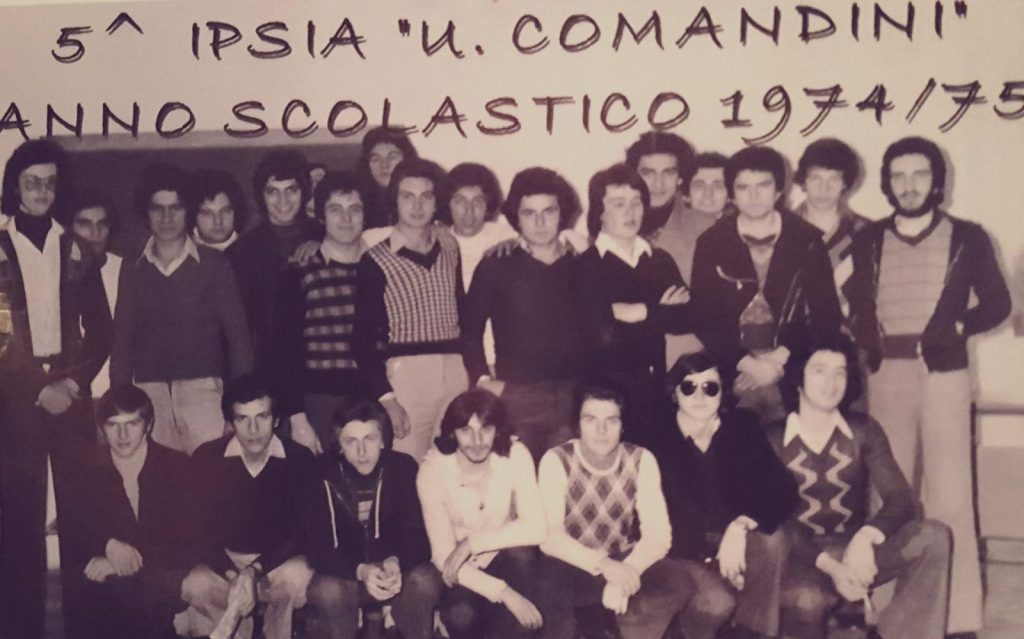 5^ IPSIA "U. COMANDINI"
ANNO SCOLASTICO 1974/75